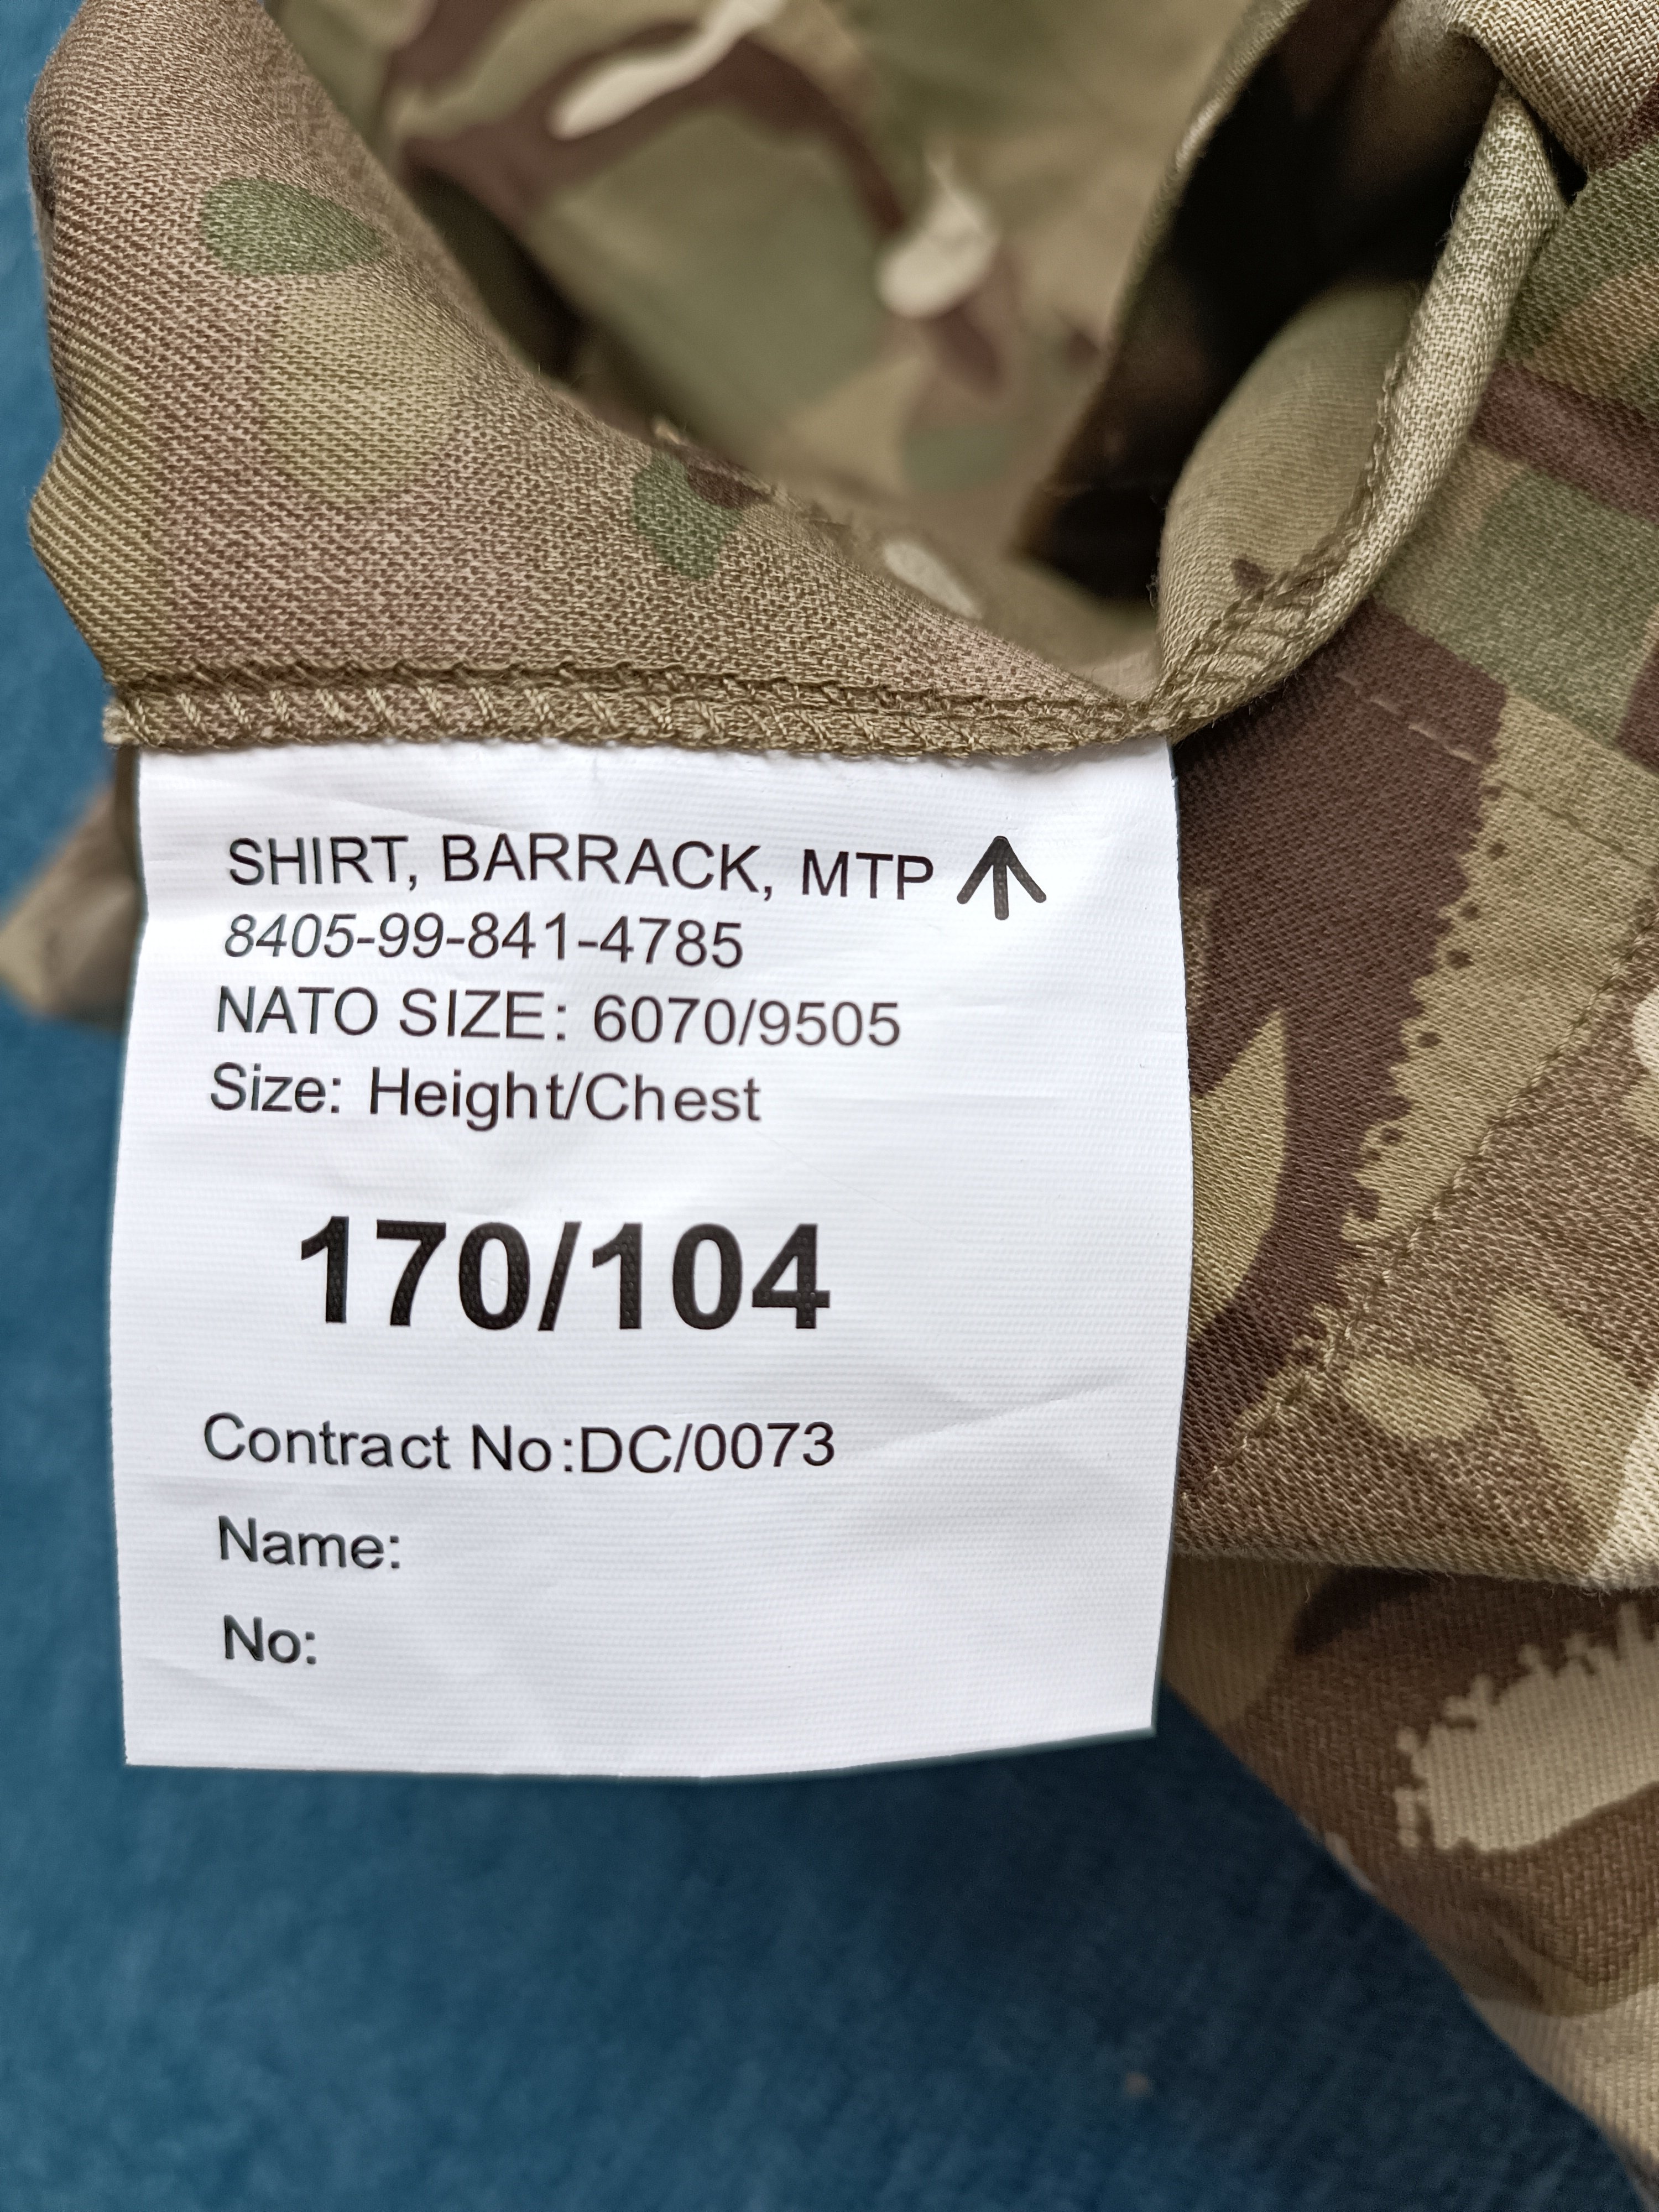 SHIRT, BARRACK, MTP
8405-99-841-4785
NATO SIZE: 6070/9505
Size: Height/Chest
170/104
Contract No:DC/0073
Name:
No: